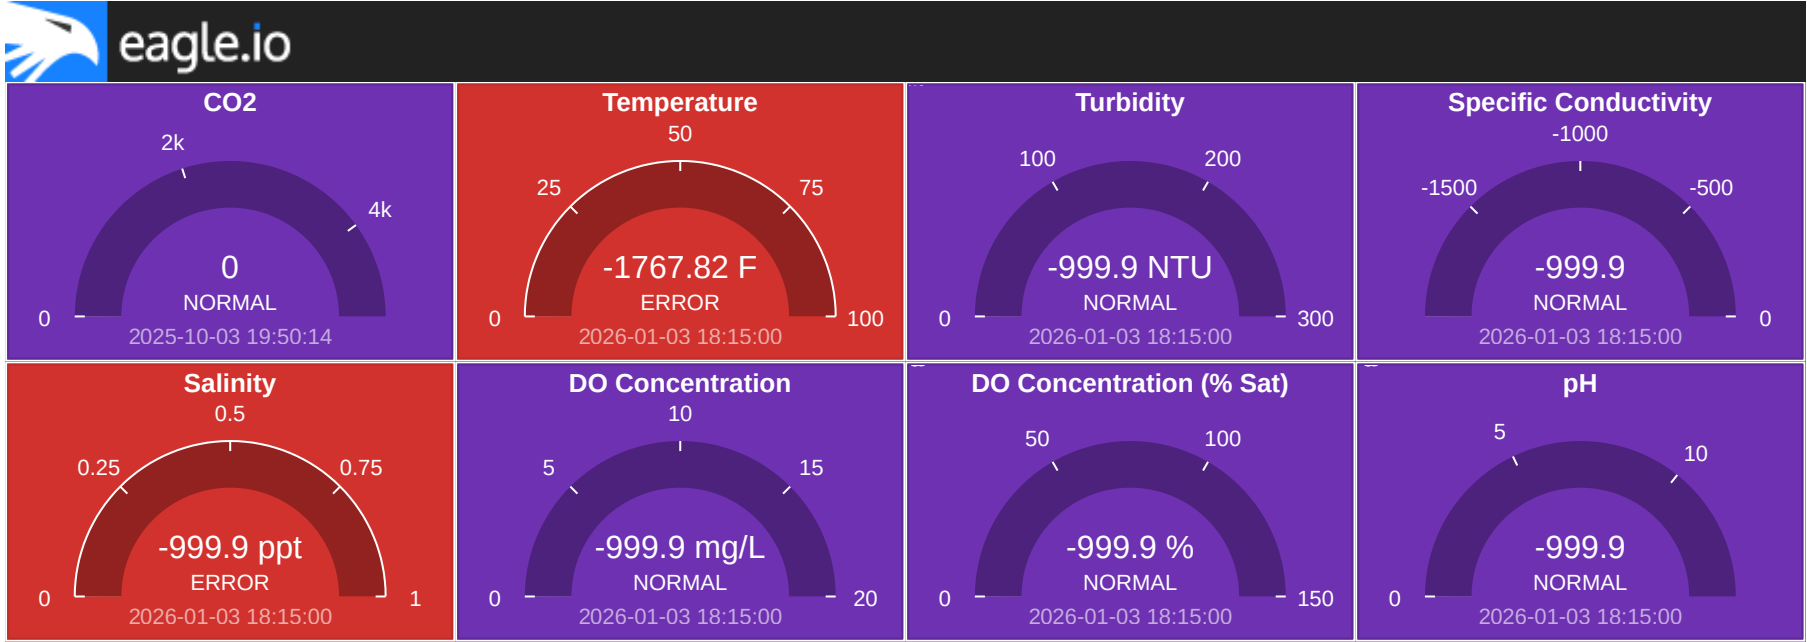 eagle.io
CO2
2k
4k
0
0
NORMAL
2025-10-03 19:50:14
Temperature
50
25
75
-1767.82 F
ERROR
0
100
2026-01-03 18:15:00
Turbidity
100
200
-999.9 NTU
NORMAL
0
300
2026-01-03 18:15:00
Specific Conductivity
-1000
-1500
-500
-999.9
NORMAL
0
2026-01-03 18:15:00
Salinity
0.5
0.25
0.75
-999.9 ppt
ERROR
0
1
2026-01-03 18:15:00
DO Concentration
10
5
15
-999.9 mg/L
NORMAL
0
20
2026-01-03 18:15:00
DO Concentration (% Sat)
50
100
-999.9 %
NORMAL
0
150
2026-01-03 18:15:00
pH
5
10
-999.9
NORMAL
0
2026-01-03 18:15:00